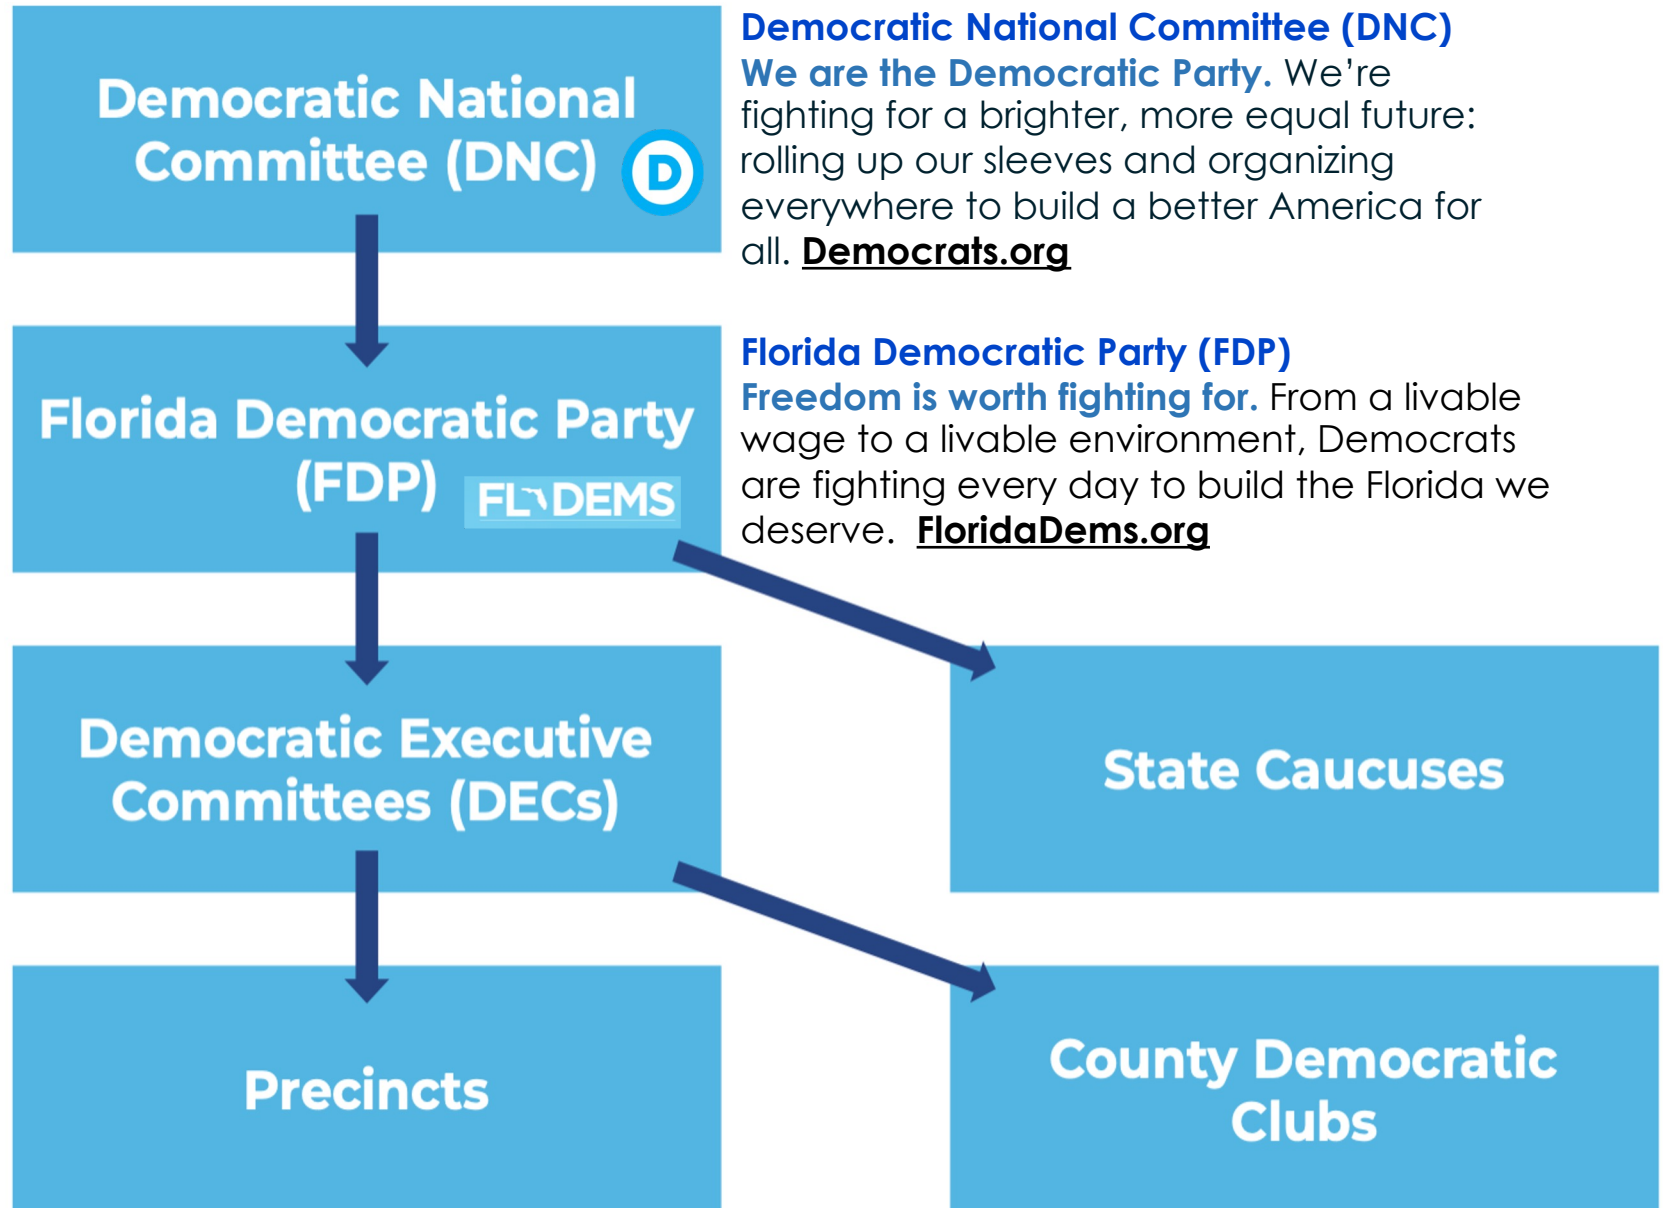 Democratic National
Committee (DNC)
D
Democratic National Committee (DNC)
We are the Democratic Party. We’re
fighting for a brighter, more equal future:
rolling up our sleeves and organizing
everywhere to build a better America for
all. Democrats.org
Florida Democratic Party
(FDP)
FL DEMS
Florida Democratic Party (FDP)
Freedom is worth fighting for. From a livable
wage to a livable environment, Democrats
are fighting every day to build the Florida we
deserve.  FloridaDems.org
Democratic Executive
Committees (DECs)
State Caucuses
Precincts
County Democratic
Clubs